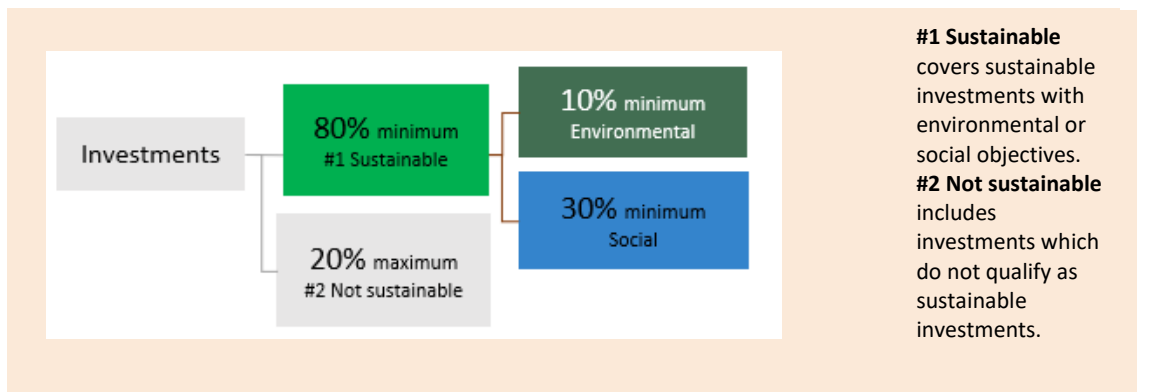 Investments
80% minimum
#1 Sustainable
20% maximum
#2 Not sustainable
10% minimum
Environmental
30% minimum
Social
#1 Sustainable
covers sustainable
investments with
environmental or
social objectives.
#2 Not sustainable
includes
investments which
do not qualify as
sustainable
investments.